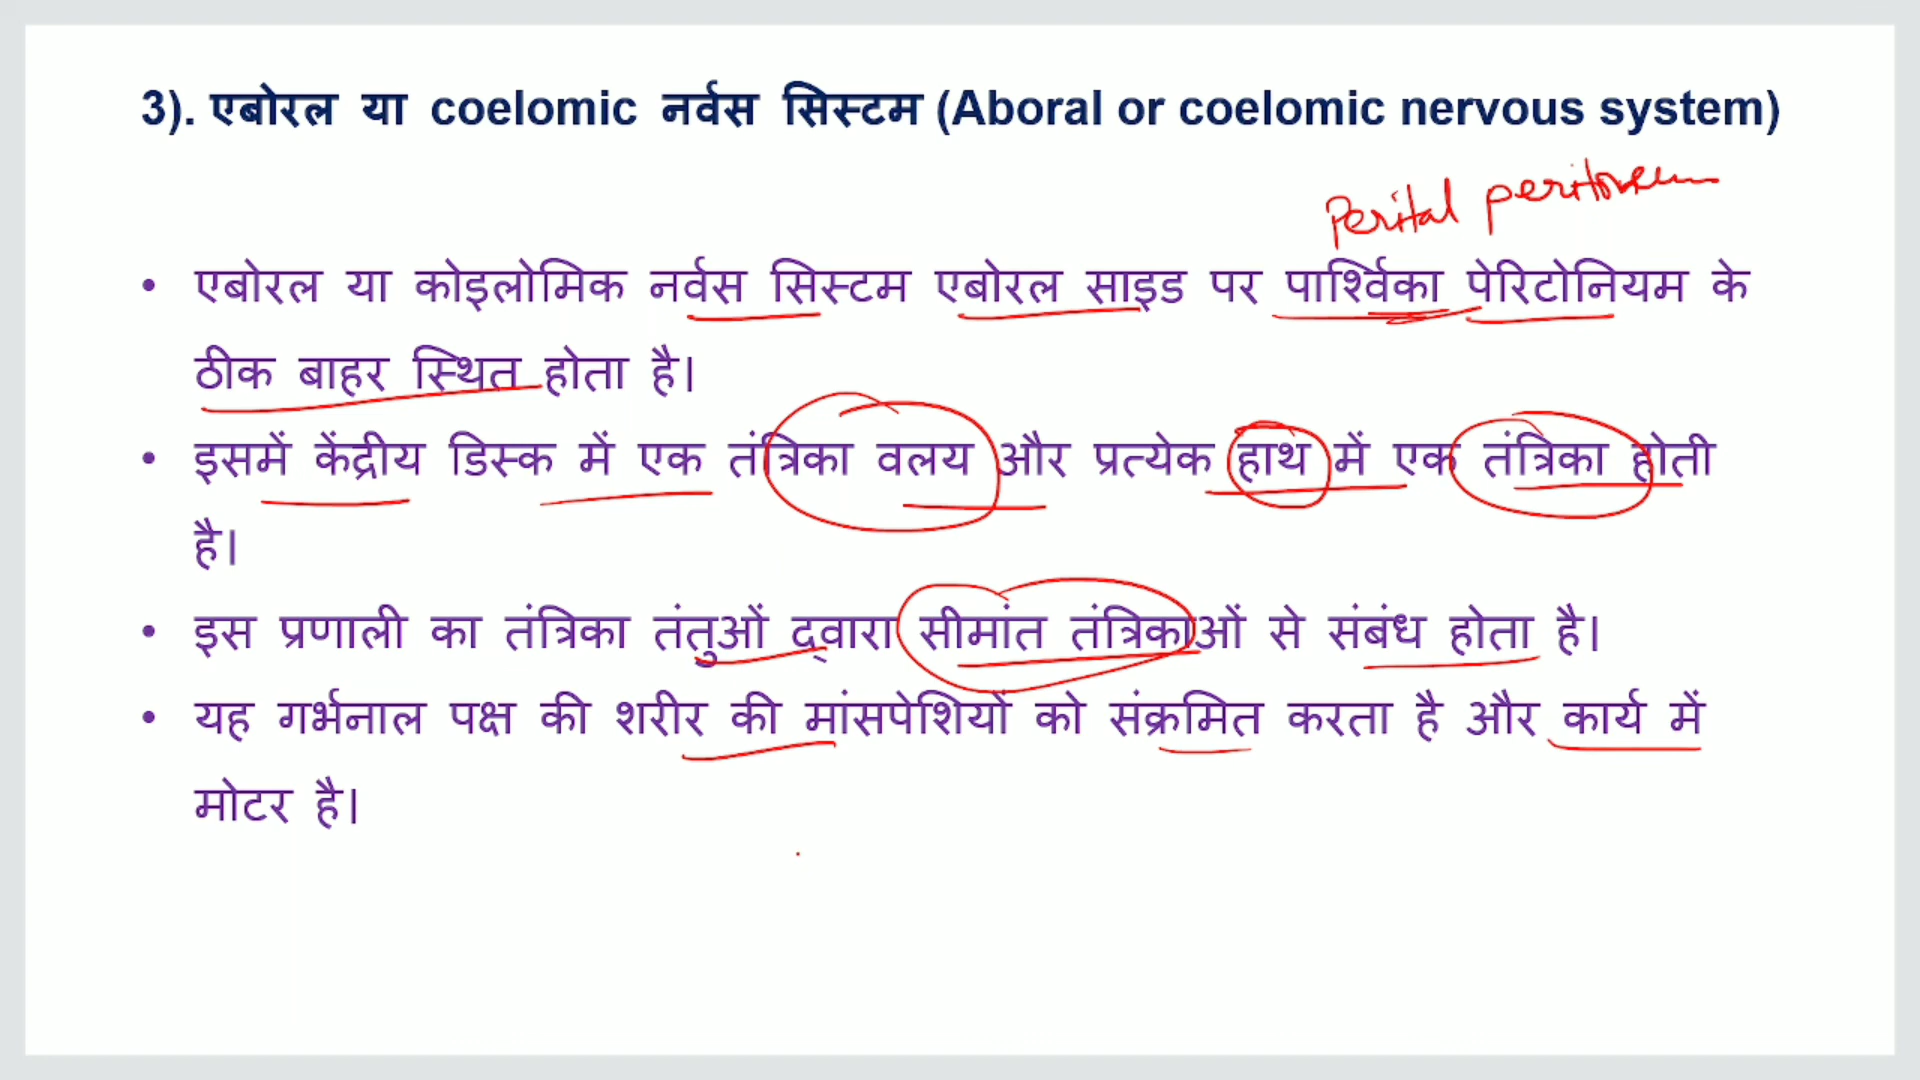 3). एबोरल या coelomic नर्वस सिस्टम (Aboral or coelomic nervous system)
Perital peritoneum
• एबोरल या कोइलोमिक नर्वस सिस्टम एबोरल साइड पर पार्श्विका पेरिटोनियम के
ठीक बाहर स्थित होता है।
• इसमें केंद्रीय डिस्क में एक तंत्रिका वलय और प्रत्येक हाथ में एक तंत्रिका होती
है।
• इस प्रणाली का तंत्रिका तंतुओं द्वारा सीमांत तंत्रिकाओं से संबंध होता है।
• यह गर्भनाल पक्ष की शरीर की मांसपेशियों को संक्रमित करता है और कार्य में
मोटर है।